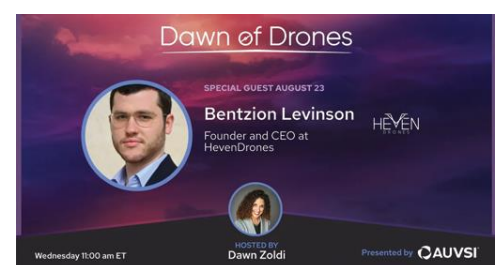 Dawn of Drones
SPECIAL GUEST AUGUST 23
Bentzion Levinson
Founder and CEO at
HevenDrones
HEVEN
DRONES
HOSTED BY
Dawn Zoldi
Wednesday 11:00 am ET
Presented by AUVSI